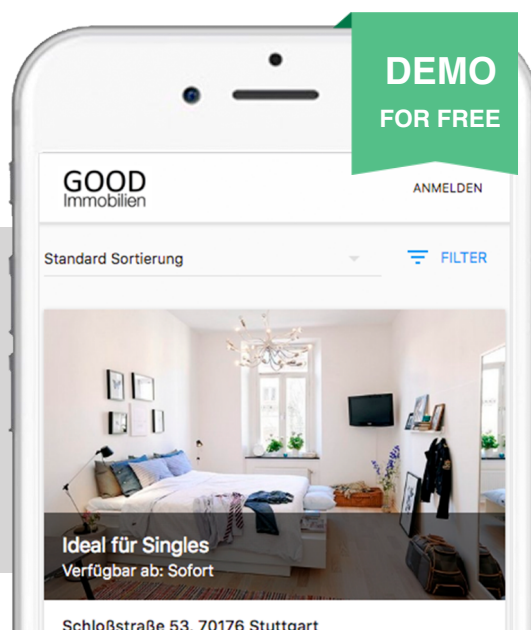 DEMO
FOR FREE
GOOD
Immobilien
ANMELDEN
Standard Sortierung
FILTER
Ideal für Singles
Verfügbar ab: Sofort
Schloßstraße 53, 70176 Stuttgart